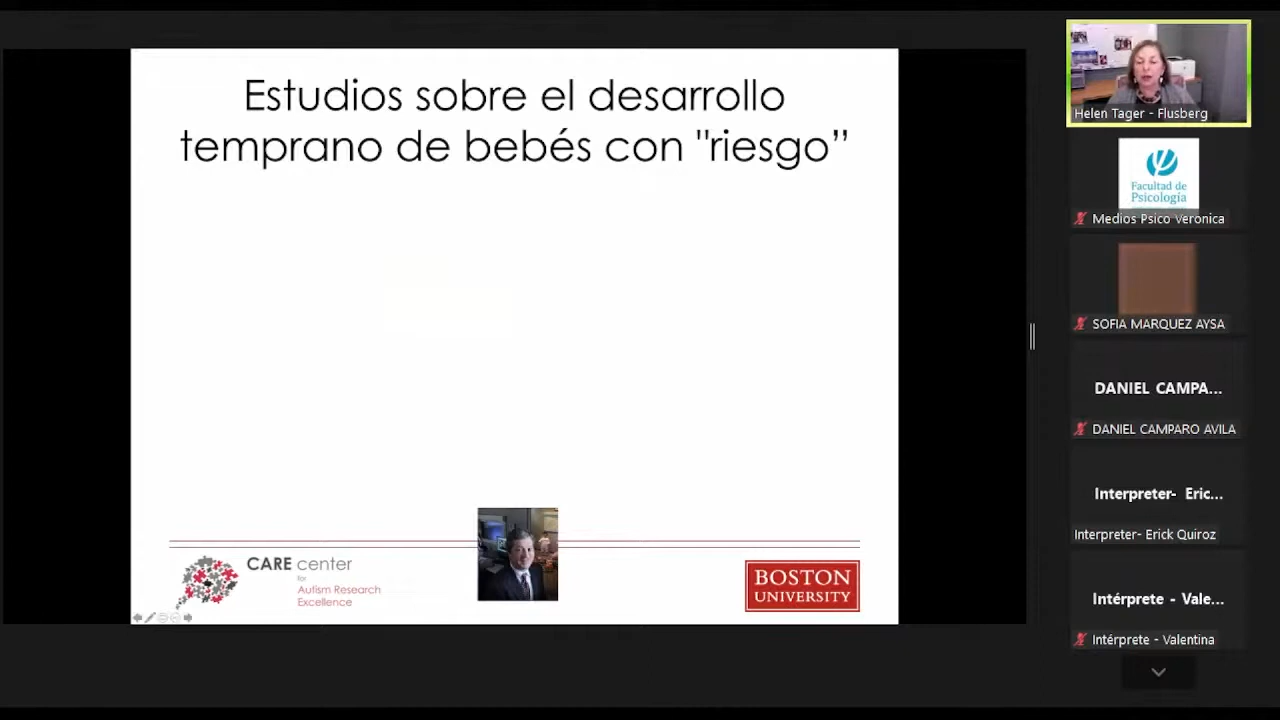 Estudios sobre el desarrollo
temprano de bebés con "riesgo”
CARE center
for
Autism Research
Excellence
BOSTON
UNIVERSITY
Helen Tager - Flusberg
Facultad de
Psicología
Medios Psico Veronica
SOFIA MARQUEZ AYSA
DANIEL CAMPA...
DANIEL CAMPARO AVILA
Interpreter- Eric...
Interpreter- Erick Quiroz
Intérprete - Vale...
Intérprete - Valentina